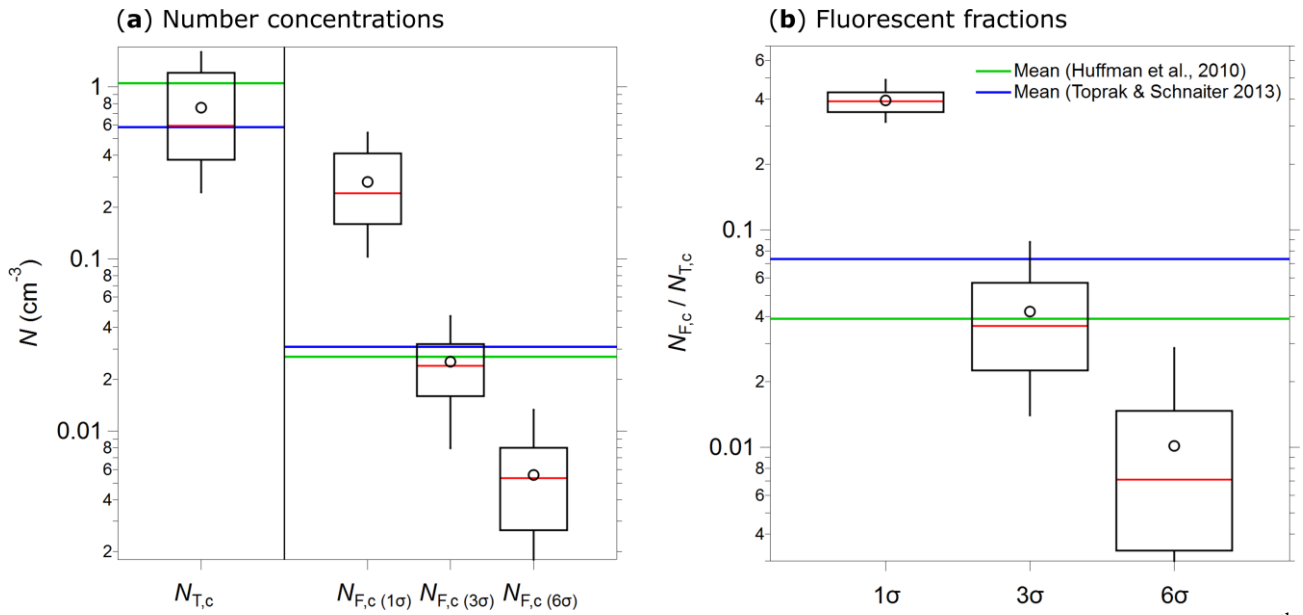 (a) Number concentrations
N (cm⁻³)
1
8
6
4
2
0.1
8
6
4
2
0.01
8
6
4
2
N_T,c
N_F,c (1σ)
N_F,c (3σ)
N_F,c (6σ)
(b) Fluorescent fractions
Mean (Huffman et al., 2010)
Mean (Toprak & Schnaiter 2013)
N_F,c / N_T,c
6
4
2
0.1
8
6
4
2
0.01
8
6
4
1σ
3σ
6σ